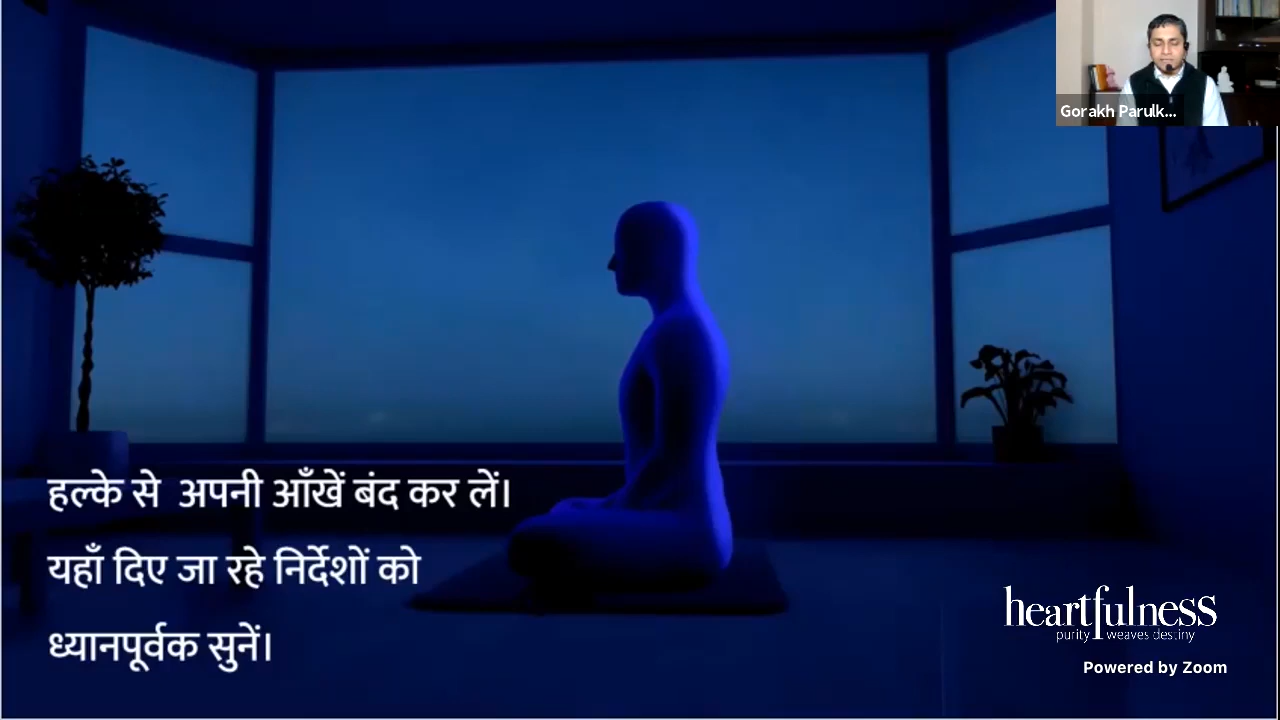 Gorakh Parulk...
हल्के से अपनी आँखें बंद कर लें।
यहाँ दिए जा रहे निर्देशों को
ध्यानपूर्वक सुनें।
heartfulness
purity weaves destiny
Powered by Zoom